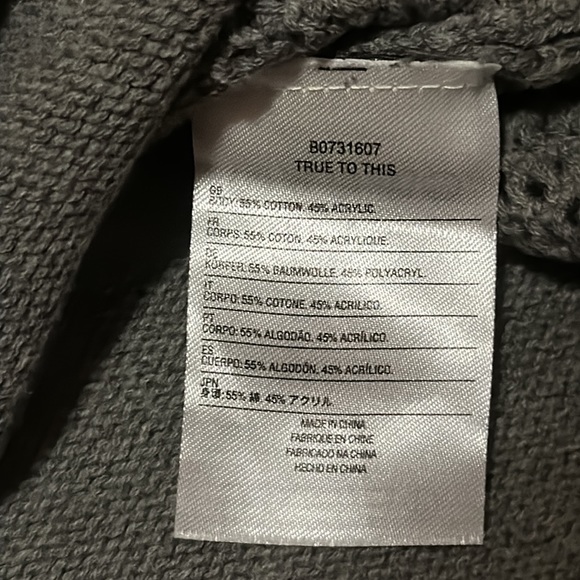 B0731607
TRUE TO THIS
GB
BODY: 55% COTTON. 45% ACRYLIC.
FR
CORPS: 55% COTON. 45% ACRYLIQUE.
DE
KORPER: 55% BAUMWOLLE. 45% POLYACRYL.
IT
CORPO: 55% COTONE. 45% ACRILICO.
PT
CORPO: 55% ALGODÃO. 45% ACRÍLICO.
ES
CUERPO: 55% ALGODÓN. 45% ACRÍLICO.
JPN
身頃: 55% 綿 45% アクリル
MADE IN CHINA
FABRIQUE EN CHINE
FABRICADO NA CHINA
HECHO EN CHINA